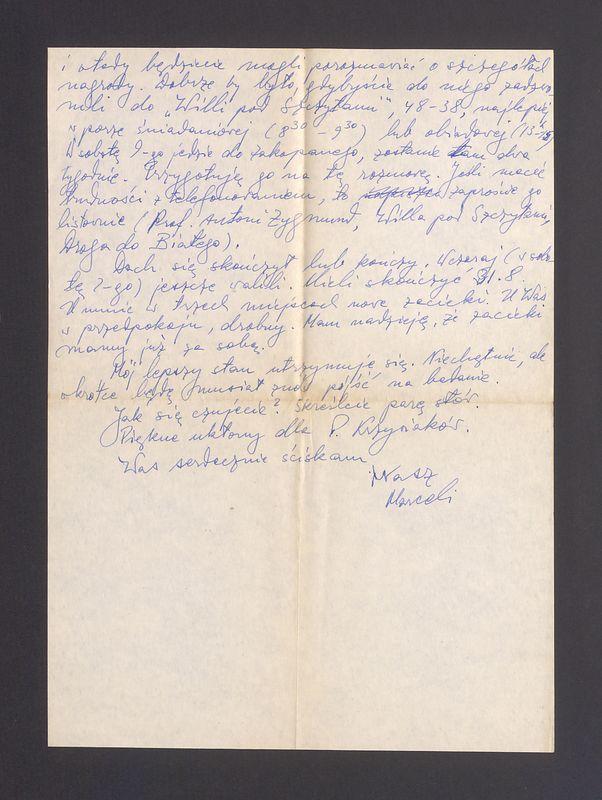 i wtedy będziecie mogli porozmawiać o szczegółach
nagrody. Dobrze by było, gdybyście do niego zadzwo-
nili do „Willi pod Szczytami", 48-38, najlepiej
w porze śniadaniowej (8³⁰ – 9³⁰) lub obiadowej
W sobotę 9-go jedzie do Zakopanego, zostanie tam dwa
tygodnie. Przygotuję go na tę rozmowę. Jeśli macie
trudności z telefonowaniem, to zaproście go
listownie (Prof. Antoni Zygmund, Willa pod Szczytami,
Droga do Białego).
Dach się skończył lub kończy. Wczoraj (w sobo-
tę 2-go) jeszcze walili. Mieli skończyć 31.8.
U mnie w trzech miejscach nowe zacieki. U Was
w przedpokoju, drobny. Mam nadzieję, że zacieki
mamy już za sobą.
Mój lepszy stan utrzymuje się. Niechętnie, ale
wkrótce będę musiał znów pójść na badanie.
Jak się czujecie? Skreślcie parę słów.
Piękne ukłony dla P. Krzysiaków.
Was serdecznie ściskam
Wasz
Marceli